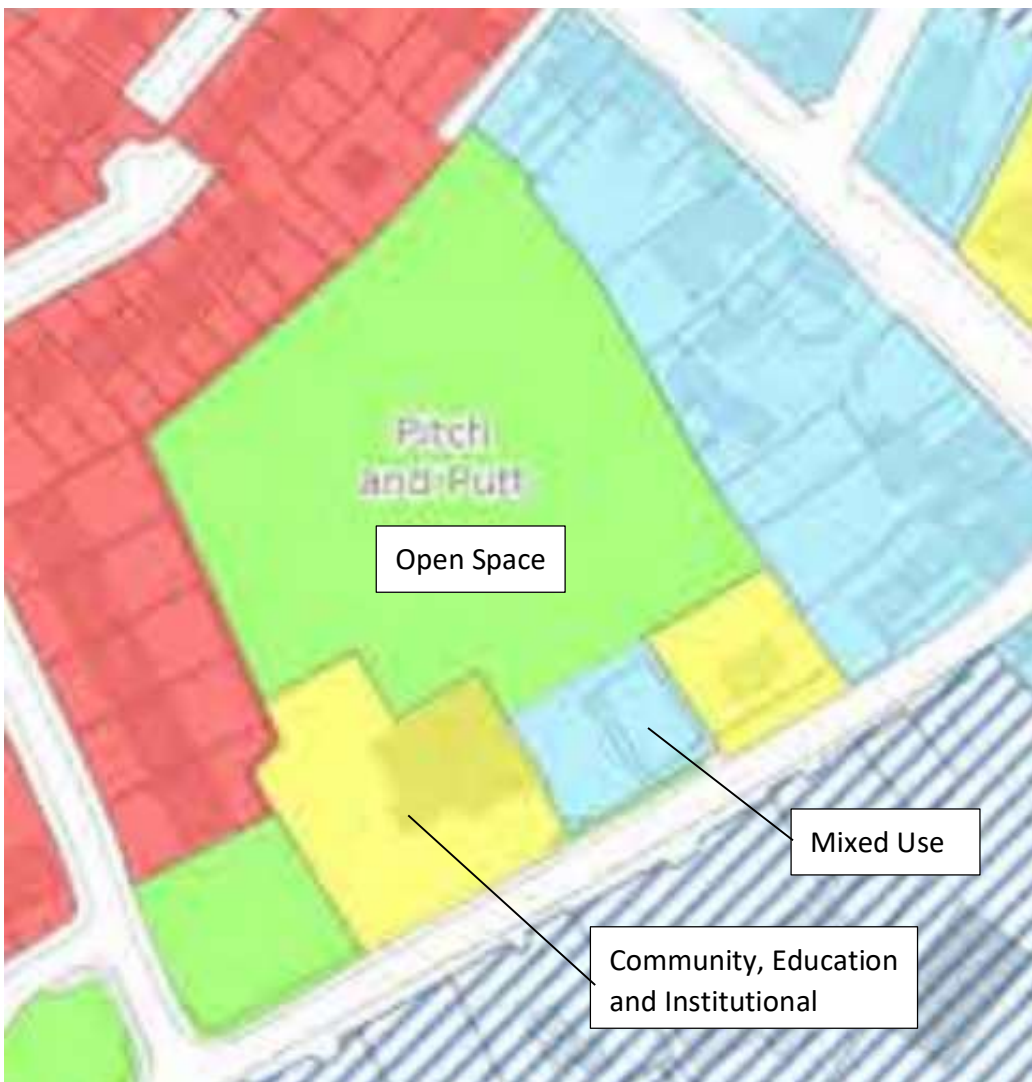 Pitch
and Putt
Open Space
Mixed Use
Community, Education
and Institutional